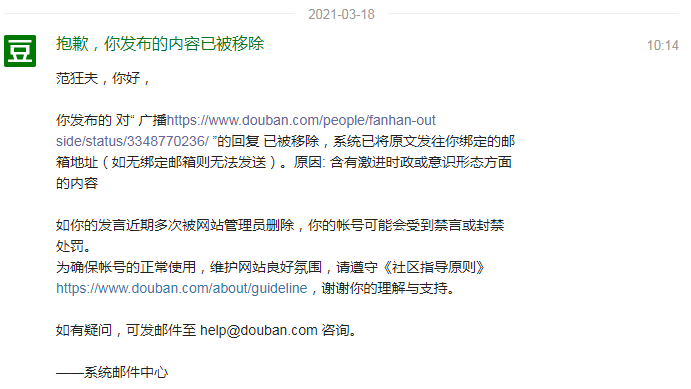 2021-03-18
豆
抱歉，你发布的内容已被移除
10:14
范狂夫，你好，
你发布的 对“ 广播https://www.douban.com/people/fanhan-out
side/status/3348770236/ ”的回复 已被移除，系统已将原文发往你绑定的邮
箱地址（如无绑定邮箱则无法发送）。原因: 含有激进时政或意识形态方面
的内容
如你的发言近期多次被网站管理员删除，你的帐号可能会受到禁言或封禁
处罚。
为确保帐号的正常使用，维护网站良好氛围，请遵守《社区指导原则》
https://www.douban.com/about/guideline，谢谢你的理解与支持。
如有疑问，可发邮件至 help@douban.com 咨询。
——系统邮件中心